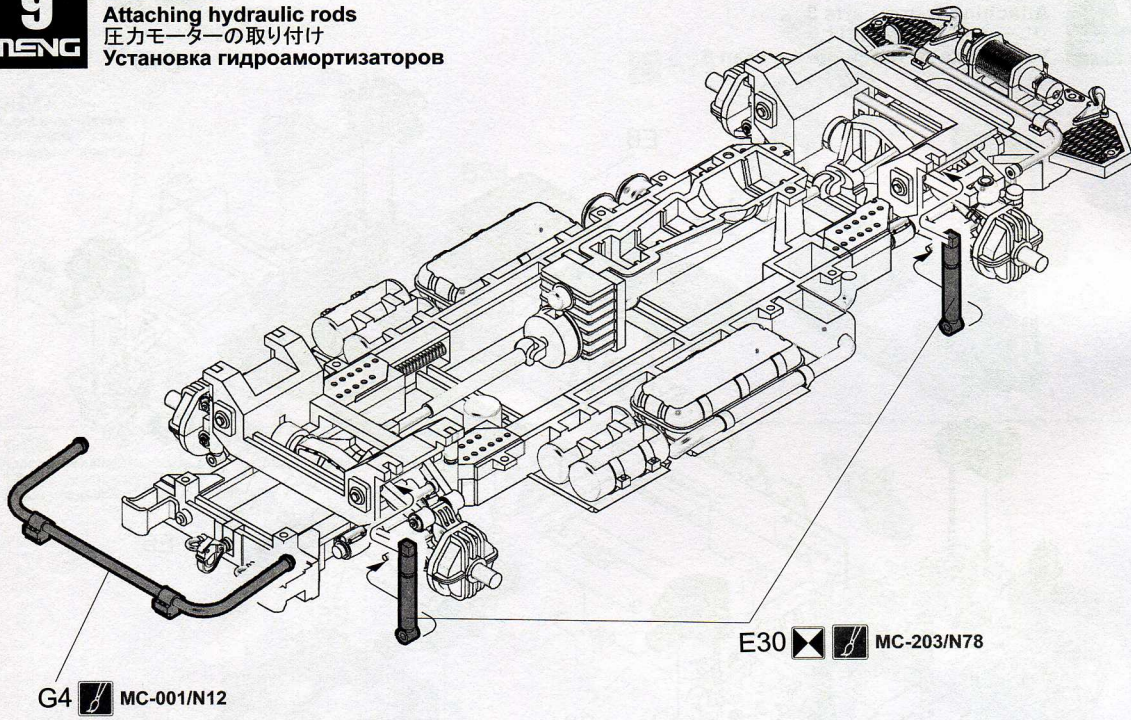 9
MENG
Attaching hydraulic rods
圧力モーターの取り付け
Установка гидроамортизаторов
E30 MC-203/N78
G4 MC-001/N12